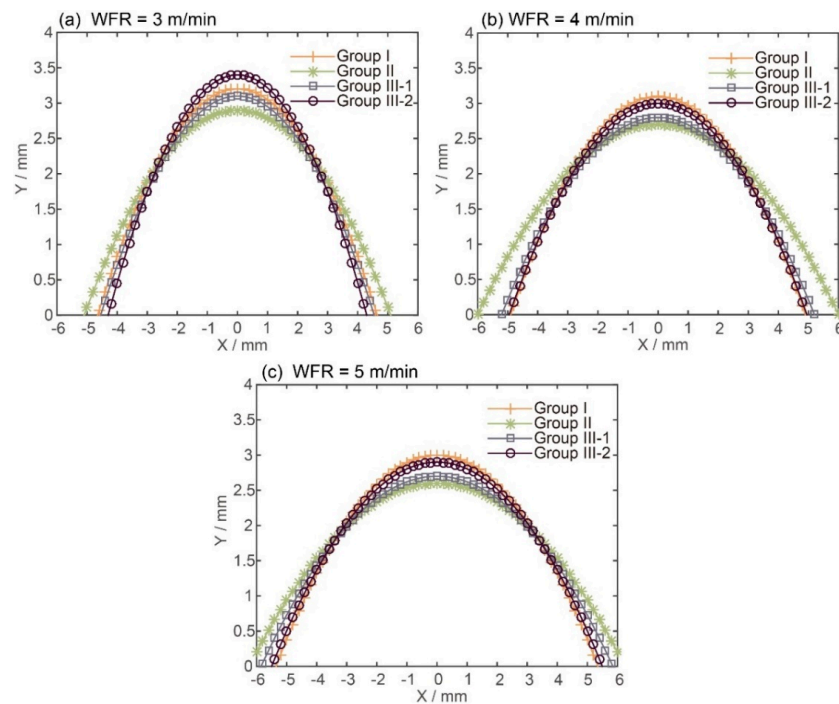 (a) WFR = 3 m/min
4
3.5
3
2.5
2
1.5
1
0.5
0
Y / mm
-6 -5 -4 -3 -2 -1 0 1 2 3 4 5 6
X / mm
Group I
Group II
Group III-1
Group III-2
(b) WFR = 4 m/min
4
3.5
3
2.5
2
1.5
1
0.5
0
Y / mm
-6 -5 -4 -3 -2 -1 0 1 2 3 4 5 6
X / mm
Group I
Group II
Group III-1
Group III-2
(c) WFR = 5 m/min
4
3.5
3
2.5
2
1.5
1
0.5
0
Y / mm
-6 -5 -4 -3 -2 -1 0 1 2 3 4 5 6
X / mm
Group I
Group II
Group III-1
Group III-2